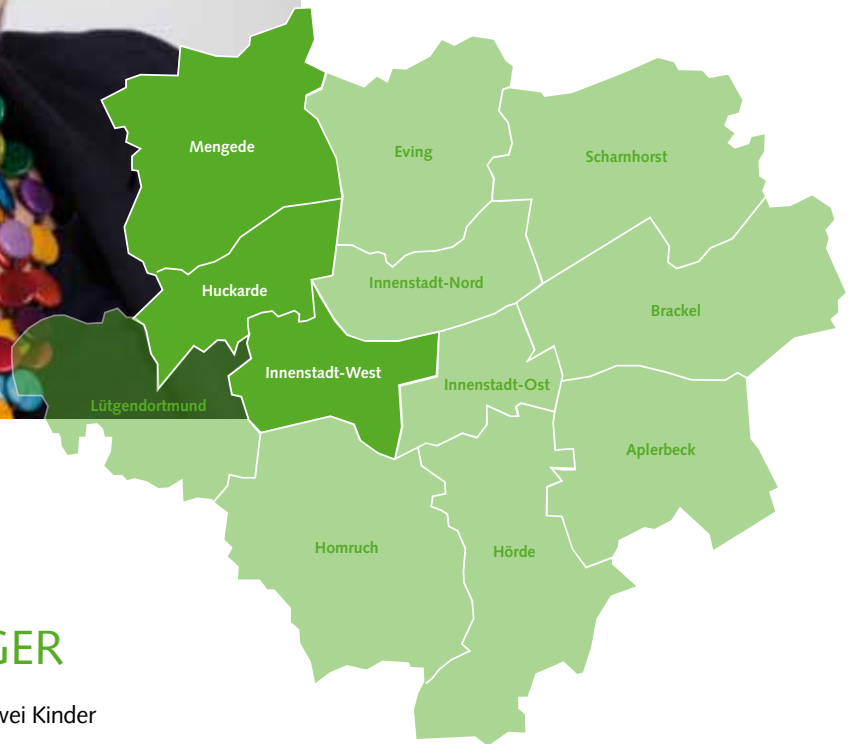 Mengede
Eving
Scharnhorst
Huckarde
Innenstadt-Nord
Brackel
Innenstadt-West
Innenstadt-Ost
Lütgendortmund
Aplerbeck
Homruch
Hörde
GER
wei Kinder